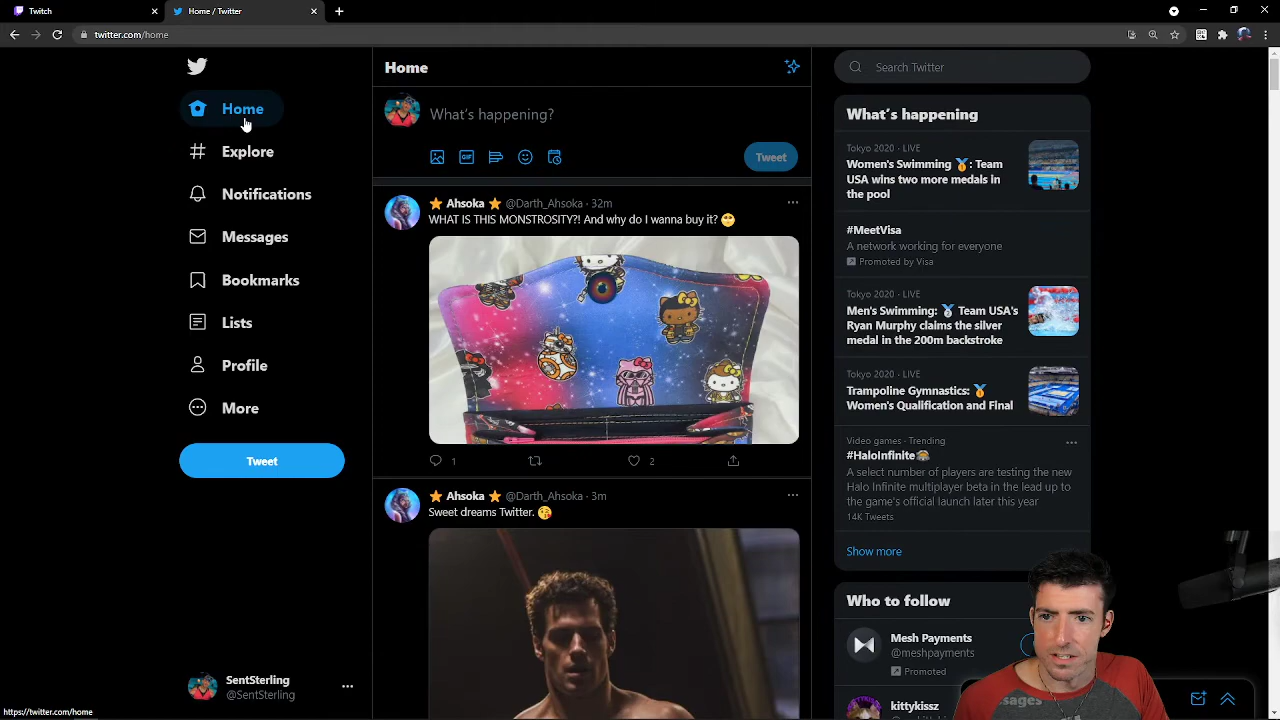 Twitch
Home / Twitter
twitter.com/home
Home
Explore
Notifications
Messages
Bookmarks
Lists
Profile
More
Tweet
SentSterling
@SentSterling
https://twitter.com/home
Home
What's happening?
GIF
Tweet
Ahsoka
@Darth_Ahsoka · 32m
WHAT IS THIS MONSTROSITY?! And why do I wanna buy it? 🥺
1
2
Ahsoka
@Darth_Ahsoka · 3m
Sweet dreams Twitter. 😘
Search Twitter
What's happening
Tokyo 2020 · LIVE
Women's Swimming 🏅: Team
USA wins two more medals in
the pool
#MeetVisa
A network working for everyone
Promoted by Visa
Tokyo 2020 · LIVE
Men's Swimming: 🥈 Team USA's
Ryan Murphy claims the silver
medal in the 200m backstroke
Tokyo 2020 · LIVE
Trampoline Gymnastics: 🏅
Women's Qualification and Final
Video games · Trending
#HaloInfinite
A select number of players are testing the new
Halo Infinite multiplayer beta in the lead up to
the game's official launch later this year
14K Tweets
Show more
Who to follow
Mesh Payments
@meshpayments
Promoted
kittykissz